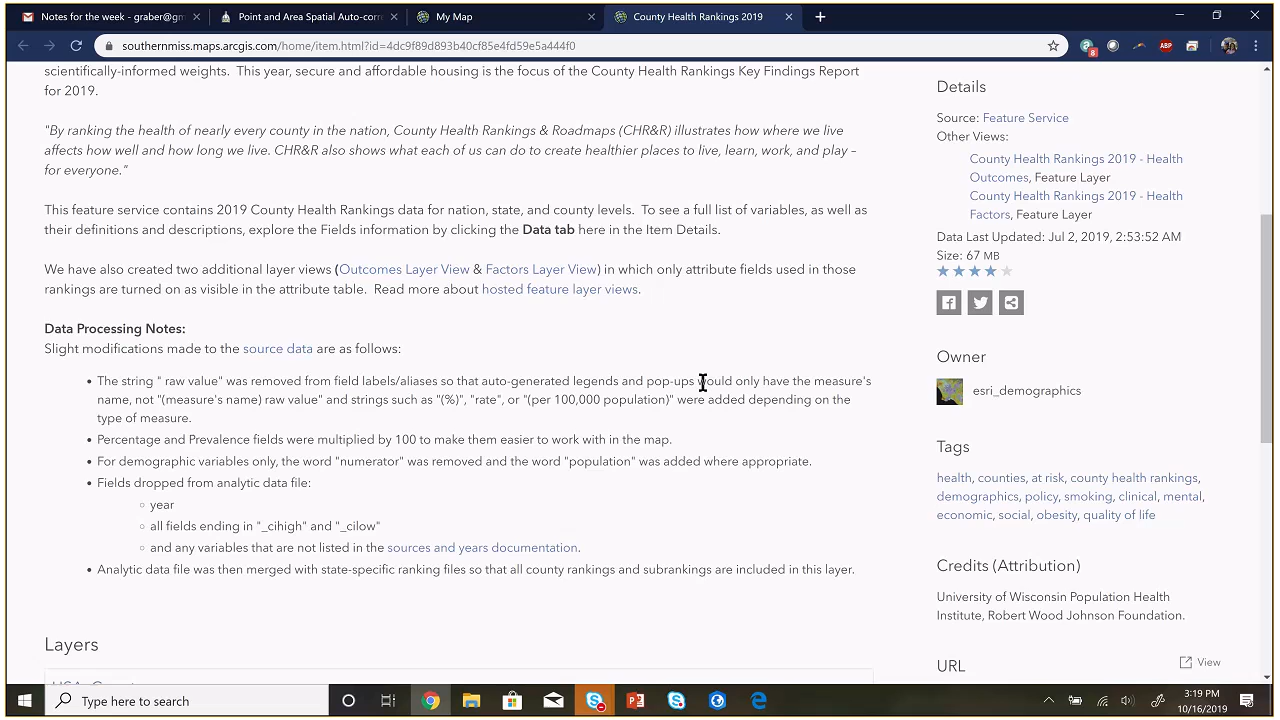 Notes for the week - graber@gm
Point and Area Spatial Auto-corr
My Map
County Health Rankings 2019
southernmiss.maps.arcgis.com/home/item.html?id=4dc9f89d893b40cf85e4fd59e5a444f0
8
ABP
scientifically-informed weights. This year, secure and affordable housing is the focus of the County Health Rankings Key Findings Report
for 2019.
"By ranking the health of nearly every county in the nation, County Health Rankings & Roadmaps (CHR&R) illustrates how where we live
affects how well and how long we live. CHR&R also shows what each of us can do to create healthier places to live, learn, work, and play –
for everyone."
This feature service contains 2019 County Health Rankings data for nation, state, and county levels. To see a full list of variables, as well as
their definitions and descriptions, explore the Fields information by clicking the Data tab here in the Item Details.
We have also created two additional layer views (Outcomes Layer View & Factors Layer View) in which only attribute fields used in those
rankings are turned on as visible in the attribute table. Read more about hosted feature layer views.
Data Processing Notes:
Slight modifications made to the source data are as follows:
• The string " raw value" was removed from field labels/aliases so that auto-generated legends and pop-ups would only have the measure's
name, not "(measure's name) raw value" and strings such as "(%)", "rate", or "(per 100,000 population)" were added depending on the
type of measure.
• Percentage and Prevalence fields were multiplied by 100 to make them easier to work with in the map.
• For demographic variables only, the word "numerator" was removed and the word "population" was added where appropriate.
• Fields dropped from analytic data file:
◦ year
◦ all fields ending in "_cihigh" and "_cilow"
◦ and any variables that are not listed in the sources and years documentation.
• Analytic data file was then merged with state-specific ranking files so that all county rankings and subrankings are included in this layer.
Layers
Details
Source: Feature Service
Other Views:
County Health Rankings 2019 - Health
Outcomes, Feature Layer
County Health Rankings 2019 - Health
Factors, Feature Layer
Data Last Updated: Jul 2, 2019, 2:53:52 AM
Size: 67 MB
Owner
esri_demographics
Tags
health, counties, at risk, county health rankings,
demographics, policy, smoking, clinical, mental,
economic, social, obesity, quality of life
Credits (Attribution)
University of Wisconsin Population Health
Institute, Robert Wood Johnson Foundation.
URL
View
Type here to search
3:19 PM
10/16/2019